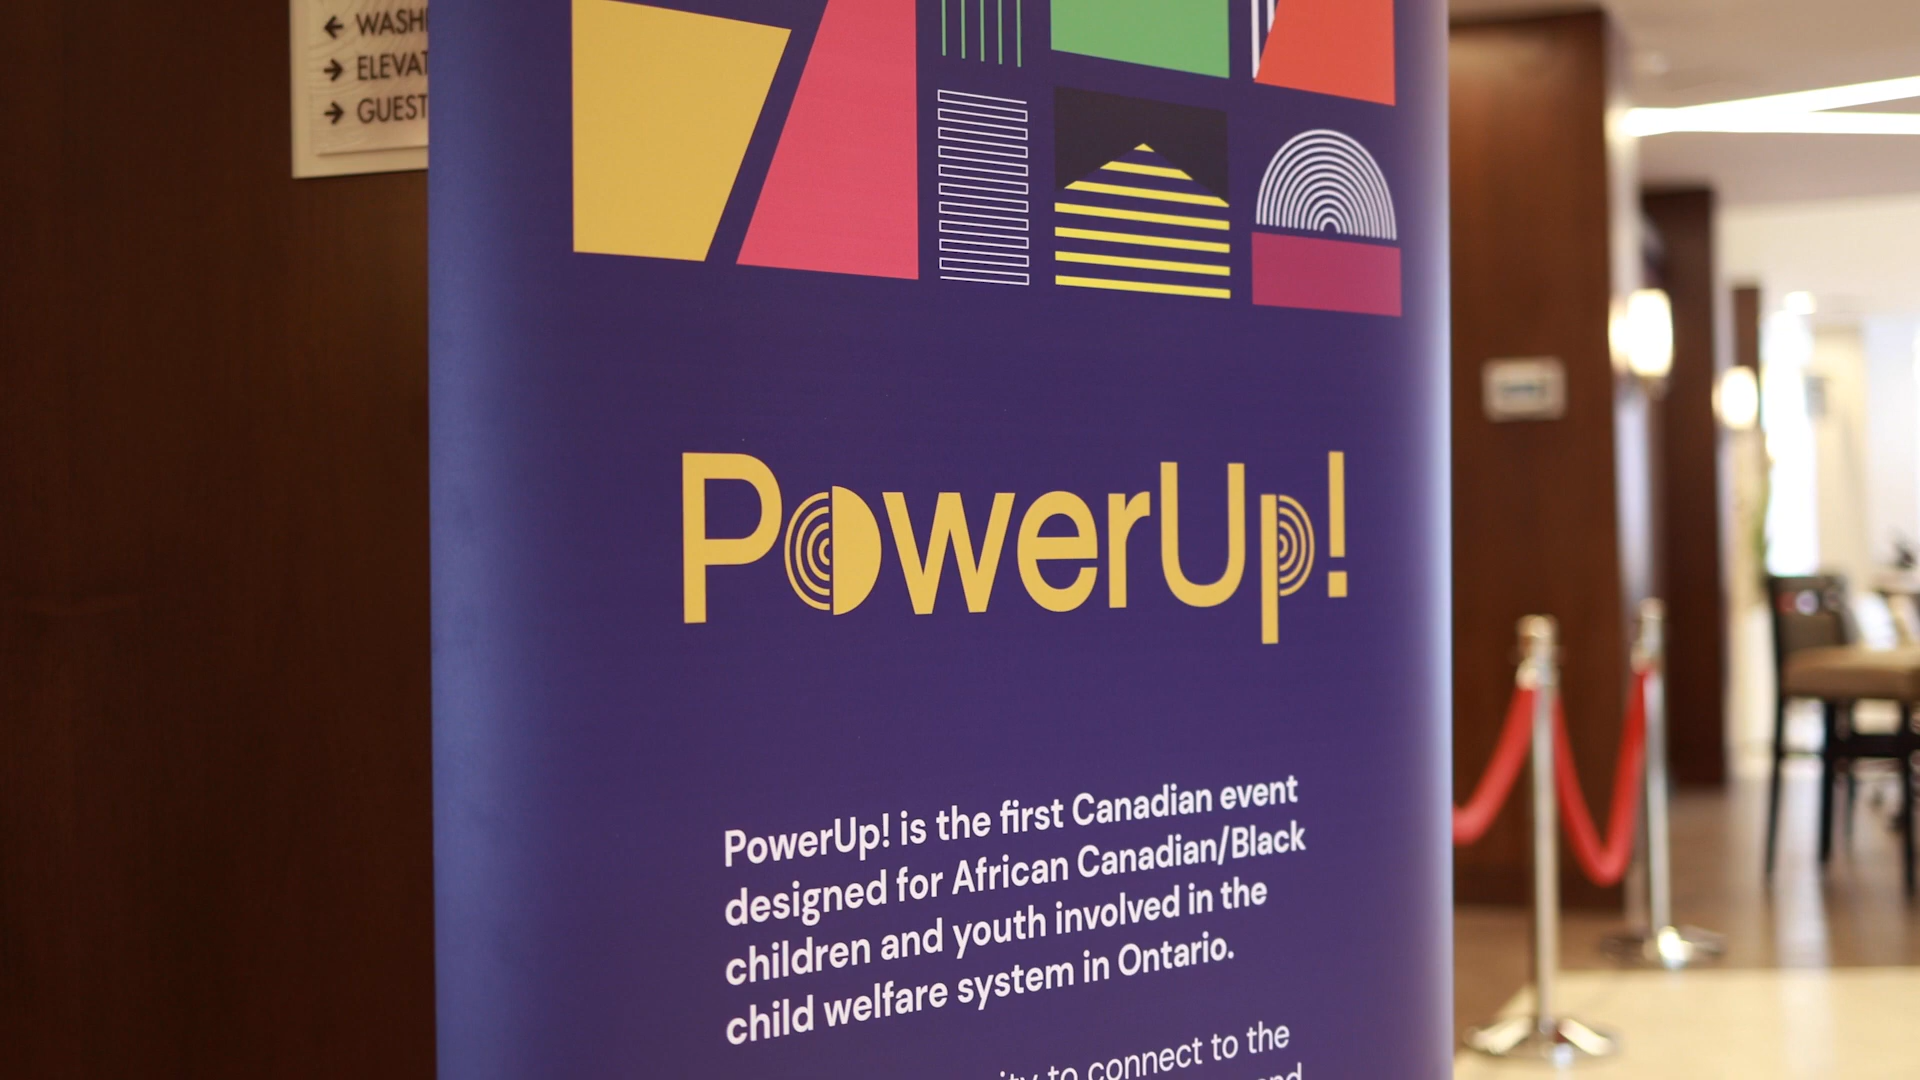 ← WASH
→ ELEVAT
→ GUEST
PowerUp!
PowerUp! is the first Canadian event
designed for African Canadian/Black
children and youth involved in the
child welfare system in Ontario.
to connect to the